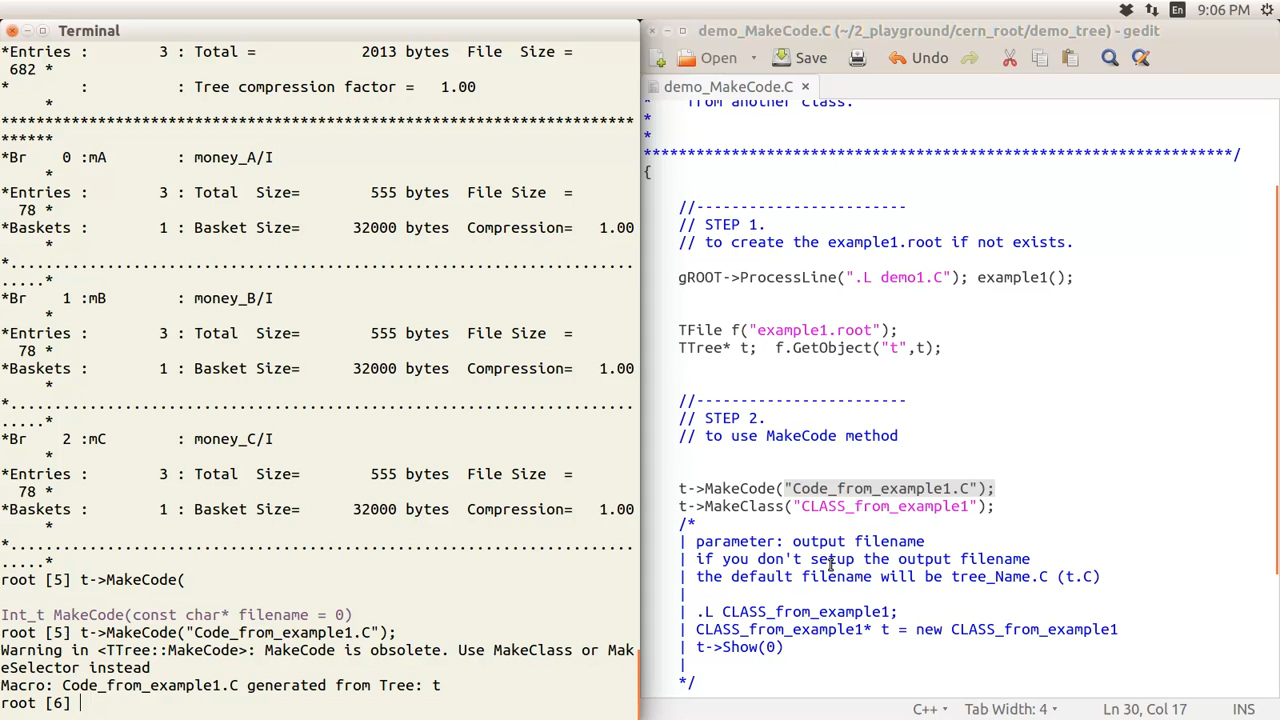 En 9:06 PM
Terminal
*Entries :        3 : Total =            2013 bytes  File  Size =
 682 *
*        :          : Tree compression factor =   1.00
     *
************************************************************************
******
*Br    0 :mA        : money_A/I
     *
*Entries :        3 : Total  Size=        555 bytes  File Size  =
  78 *
*Baskets :        1 : Basket Size=      32000 bytes  Compression=   1.00
     *
*........................................................................
.....*
*Br    1 :mB        : money_B/I
     *
*Entries :        3 : Total  Size=        555 bytes  File Size  =
  78 *
*Baskets :        1 : Basket Size=      32000 bytes  Compression=   1.00
     *
*........................................................................
.....*
*Br    2 :mC        : money_C/I
     *
*Entries :        3 : Total  Size=        555 bytes  File Size  =
  78 *
*Baskets :        1 : Basket Size=      32000 bytes  Compression=   1.00
     *
*........................................................................
.....*
root [5] t->MakeCode(
Int_t MakeCode(const char* filename = 0)
root [5] t->MakeCode("Code_from_example1.C");
Warning in <TTree::MakeCode>: MakeCode is obsolete. Use MakeClass or Mak
eSelector instead
Macro: Code_from_example1.C generated from Tree: t
root [6]
demo_MakeCode.C (~/2_playground/cern_root/demo_tree) - gedit
Open Save Undo
demo_MakeCode.C ×
*    from another class.
*
*
*******************************************************************/
{
//------------------------
// STEP 1.
// to create the example1.root if not exists.
gROOT->ProcessLine(".L demo1.C"); example1();
TFile f("example1.root");
TTree* t;  f.GetObject("t",t);
//------------------------
// STEP 2.
// to use MakeCode method
t->MakeCode("Code_from_example1.C");
t->MakeClass("CLASS_from_example1");
/*
| parameter: output filename
| if you don't setup the output filename
| the default filename will be tree_Name.C (t.C)
|
| .L CLASS_from_example1;
| CLASS_from_example1* t = new CLASS_from_example1
| t->Show(0)
|
*/
C++ Tab Width: 4 Ln 30, Col 17 INS